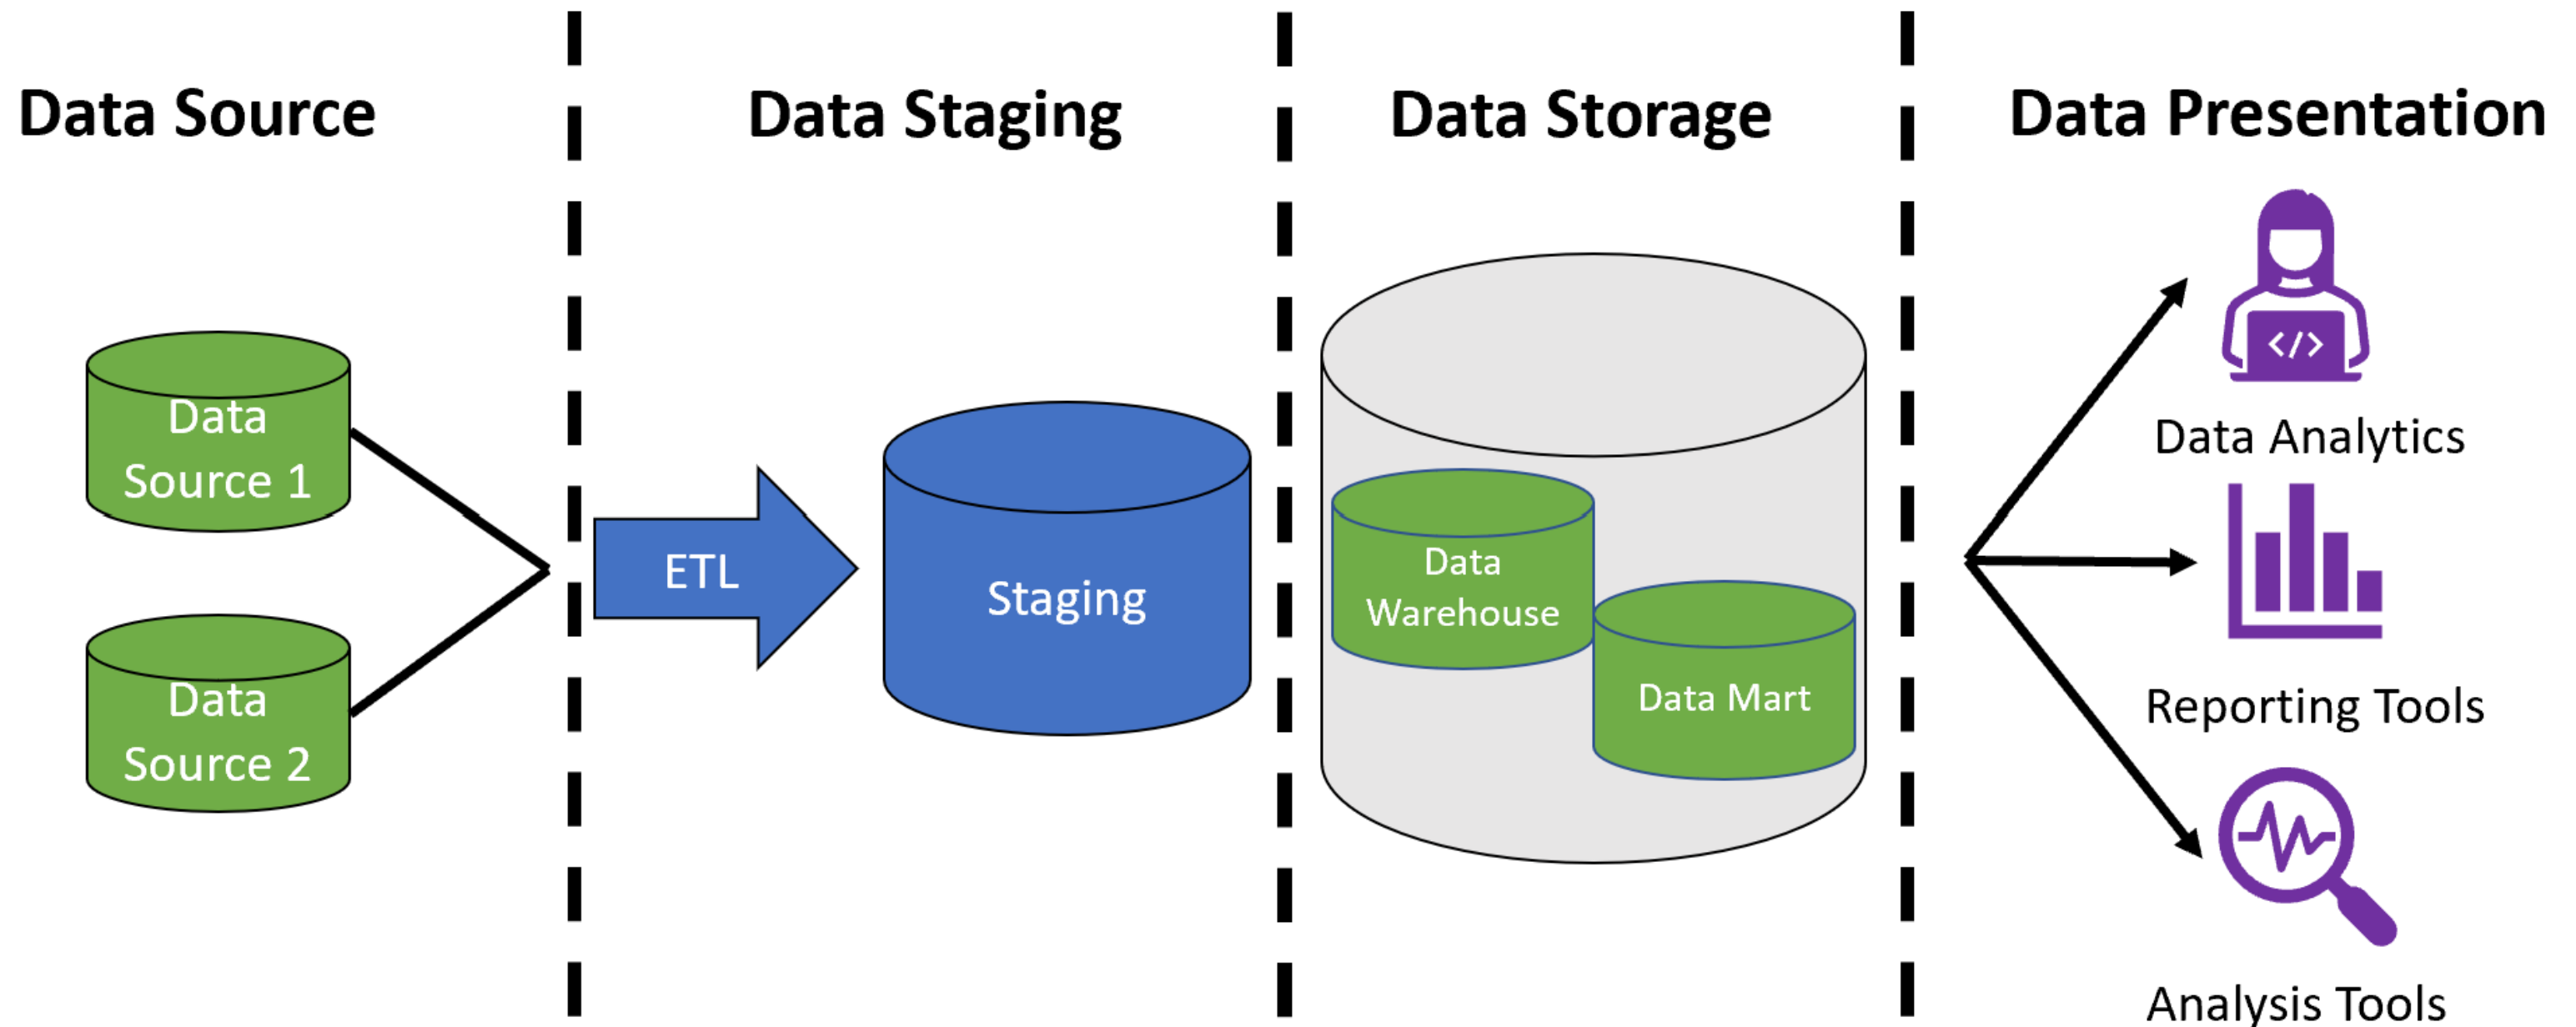 Data Source
Data Staging
Data Storage
Data Presentation
Data
Source 1
Data
Source 2
ETL
Staging
Data
Warehouse
Data Mart
</>
Data Analytics
Reporting Tools
Analysis Tools